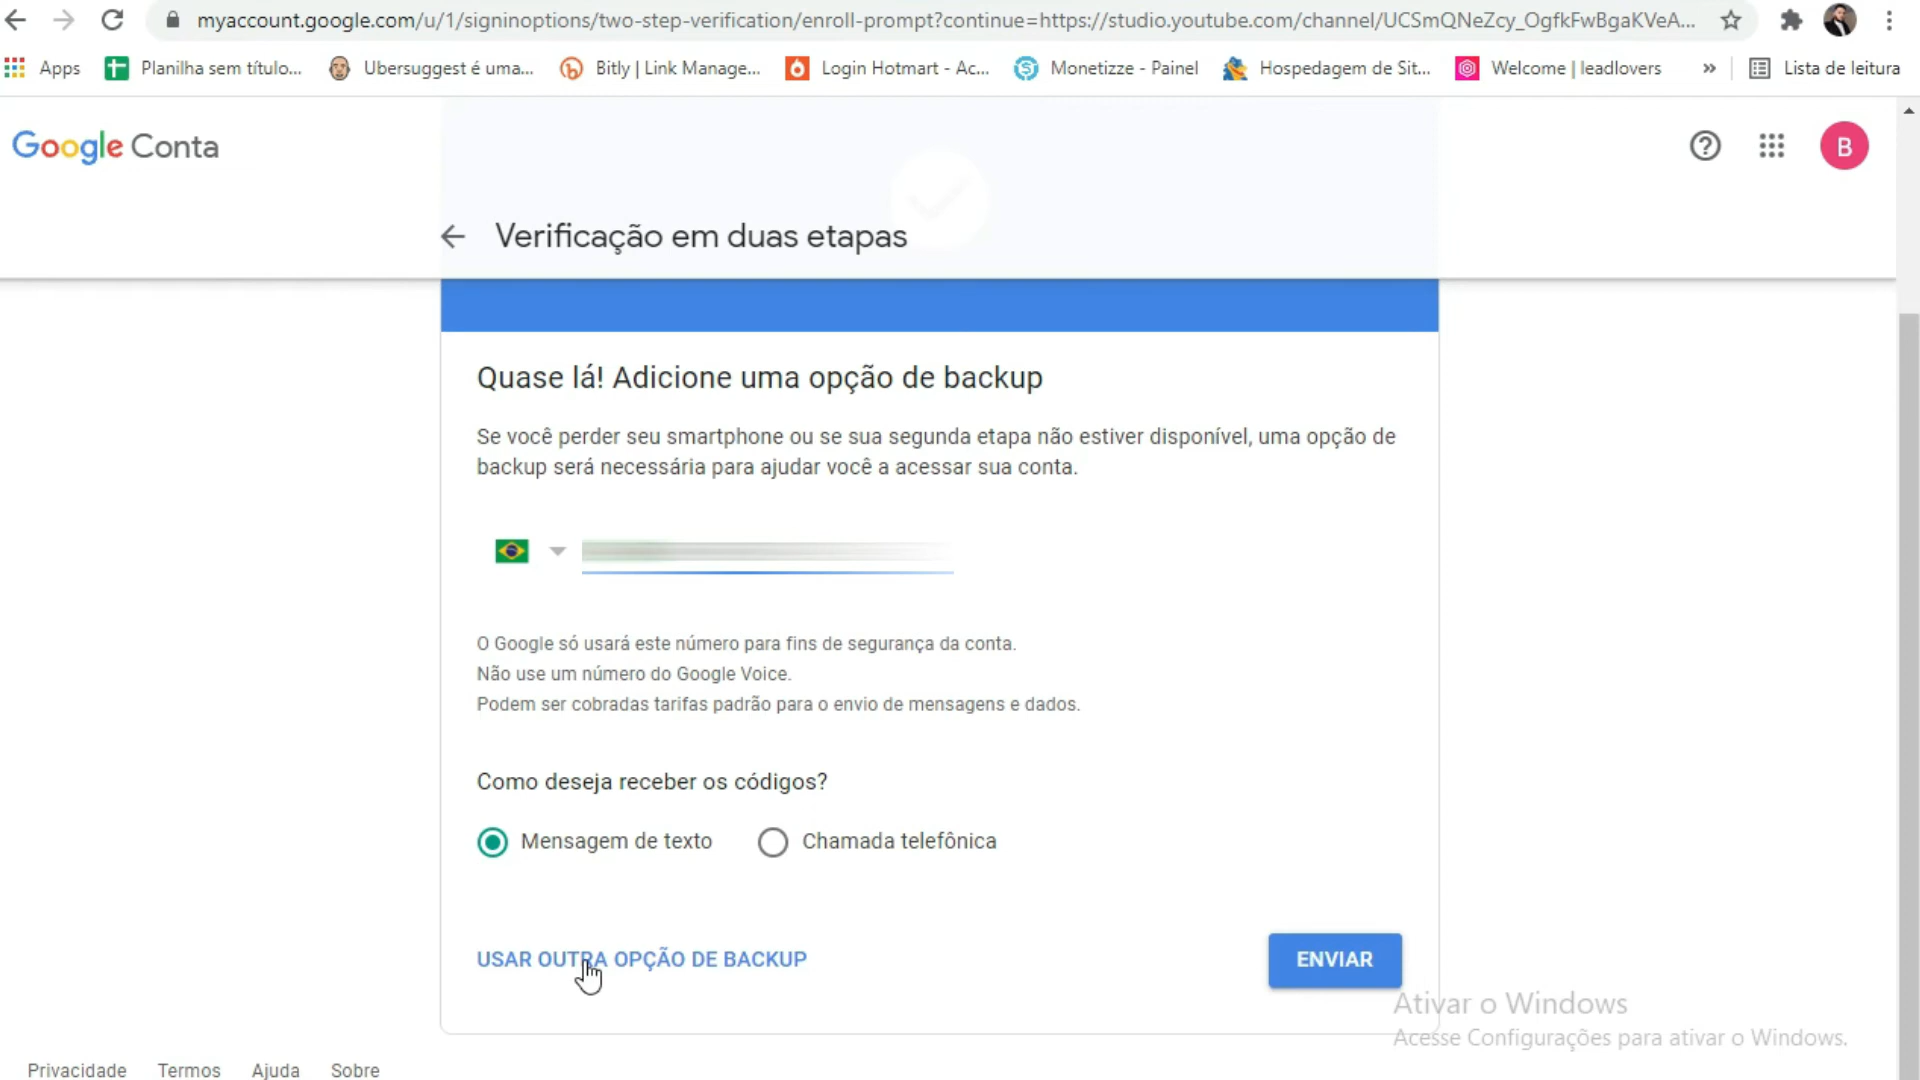 myaccount.google.com/u/1/signinoptions/two-step-verification/enroll-prompt?continue=https://studio.youtube.com/channel/UCSmQNeZcy_OgfkFwBgaKVeA...
Apps Planilha sem título... Ubersuggest é uma... Bitly | Link Manage... Login Hotmart - Ac... Monetizze - Painel Hospedagem de Sit... Welcome | leadlovers » Lista de leitura
Google Conta
B
Verificação em duas etapas
Quase lá! Adicione uma opção de backup
Se você perder seu smartphone ou se sua segunda etapa não estiver disponível, uma opção de
backup será necessária para ajudar você a acessar sua conta.
O Google só usará este número para fins de segurança da conta.
Não use um número do Google Voice.
Podem ser cobradas tarifas padrão para o envio de mensagens e dados.
Como deseja receber os códigos?
Mensagem de texto Chamada telefônica
USAR OUTRA OPÇÃO DE BACKUP ENVIAR
Ativar o Windows
Acesse Configurações para ativar o Windows.
Privacidade Termos Ajuda Sobre